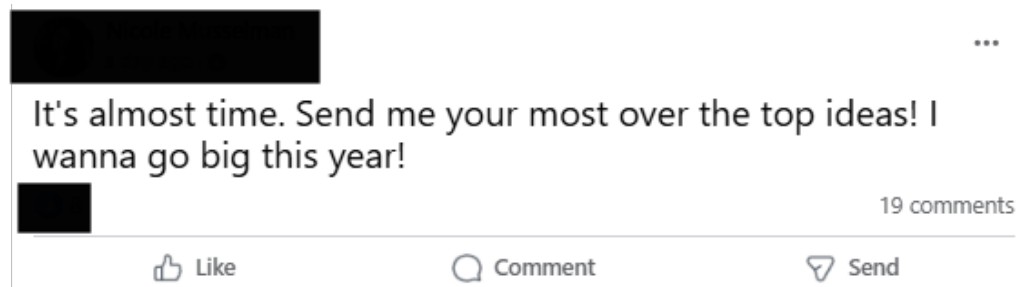 It's almost time. Send me your most over the top ideas! I
wanna go big this year!
19 comments
Like Comment Send